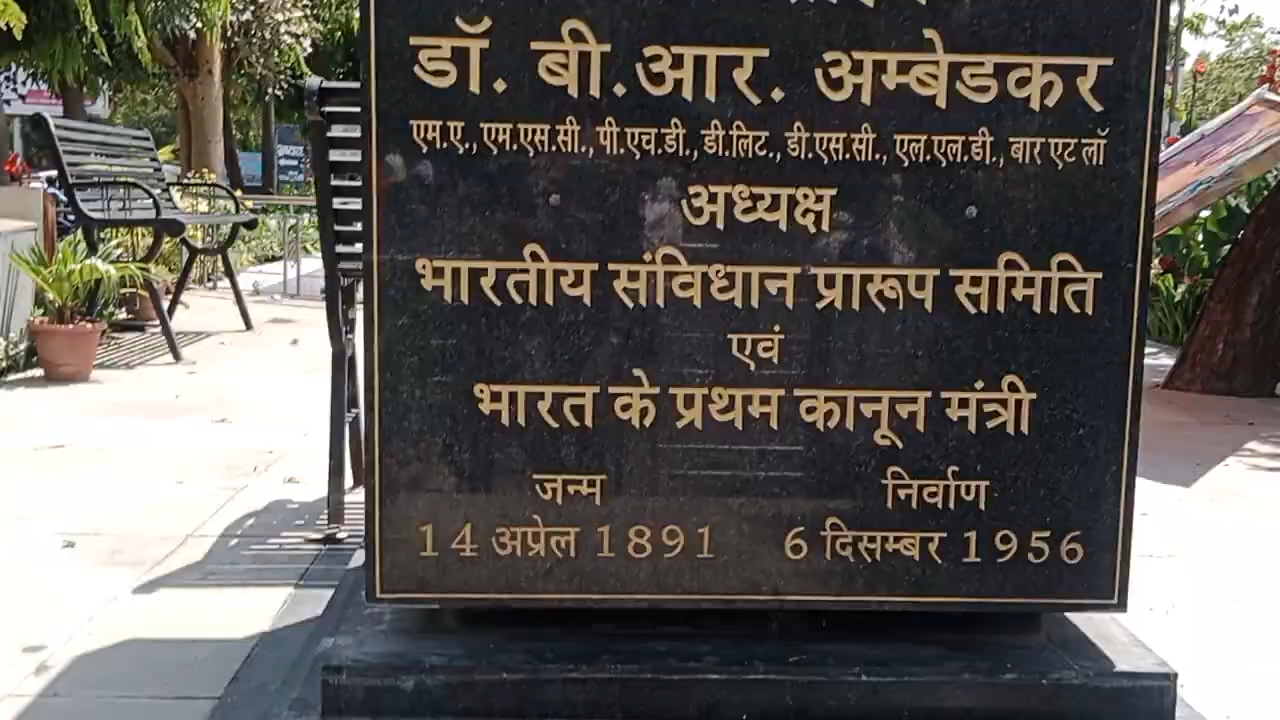 डॉ. बी.आर. अम्बेडकर
एम.ए., एम.एस.सी., पी.एच.डी., डी.लिट., डी.एस.सी., एल.एल.डी., बार एट लॉ
अध्यक्ष
भारतीय संविधान प्रारूप समिति
एवं
भारत के प्रथम कानून मंत्री
जन्म निर्वाण
14 अप्रेल 1891 6 दिसम्बर 1956